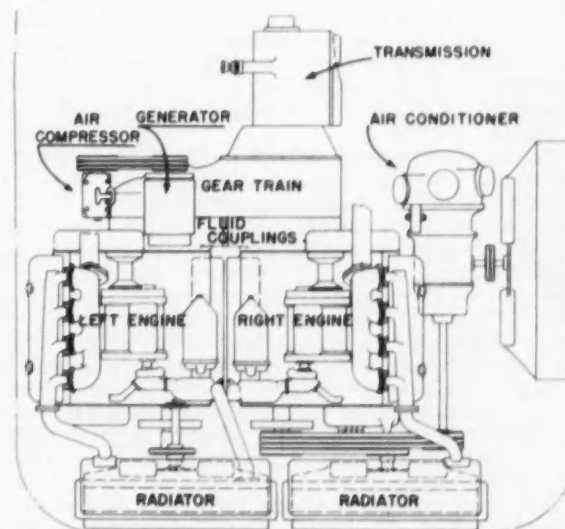 TRANSMISSION
AIR
COMPRESSOR
GENERATOR
AIR CONDITIONER
GEAR TRAIN
FLUID
COUPLINGS
LEFT ENGINE
RIGHT ENGINE
RADIATOR
RADIATOR